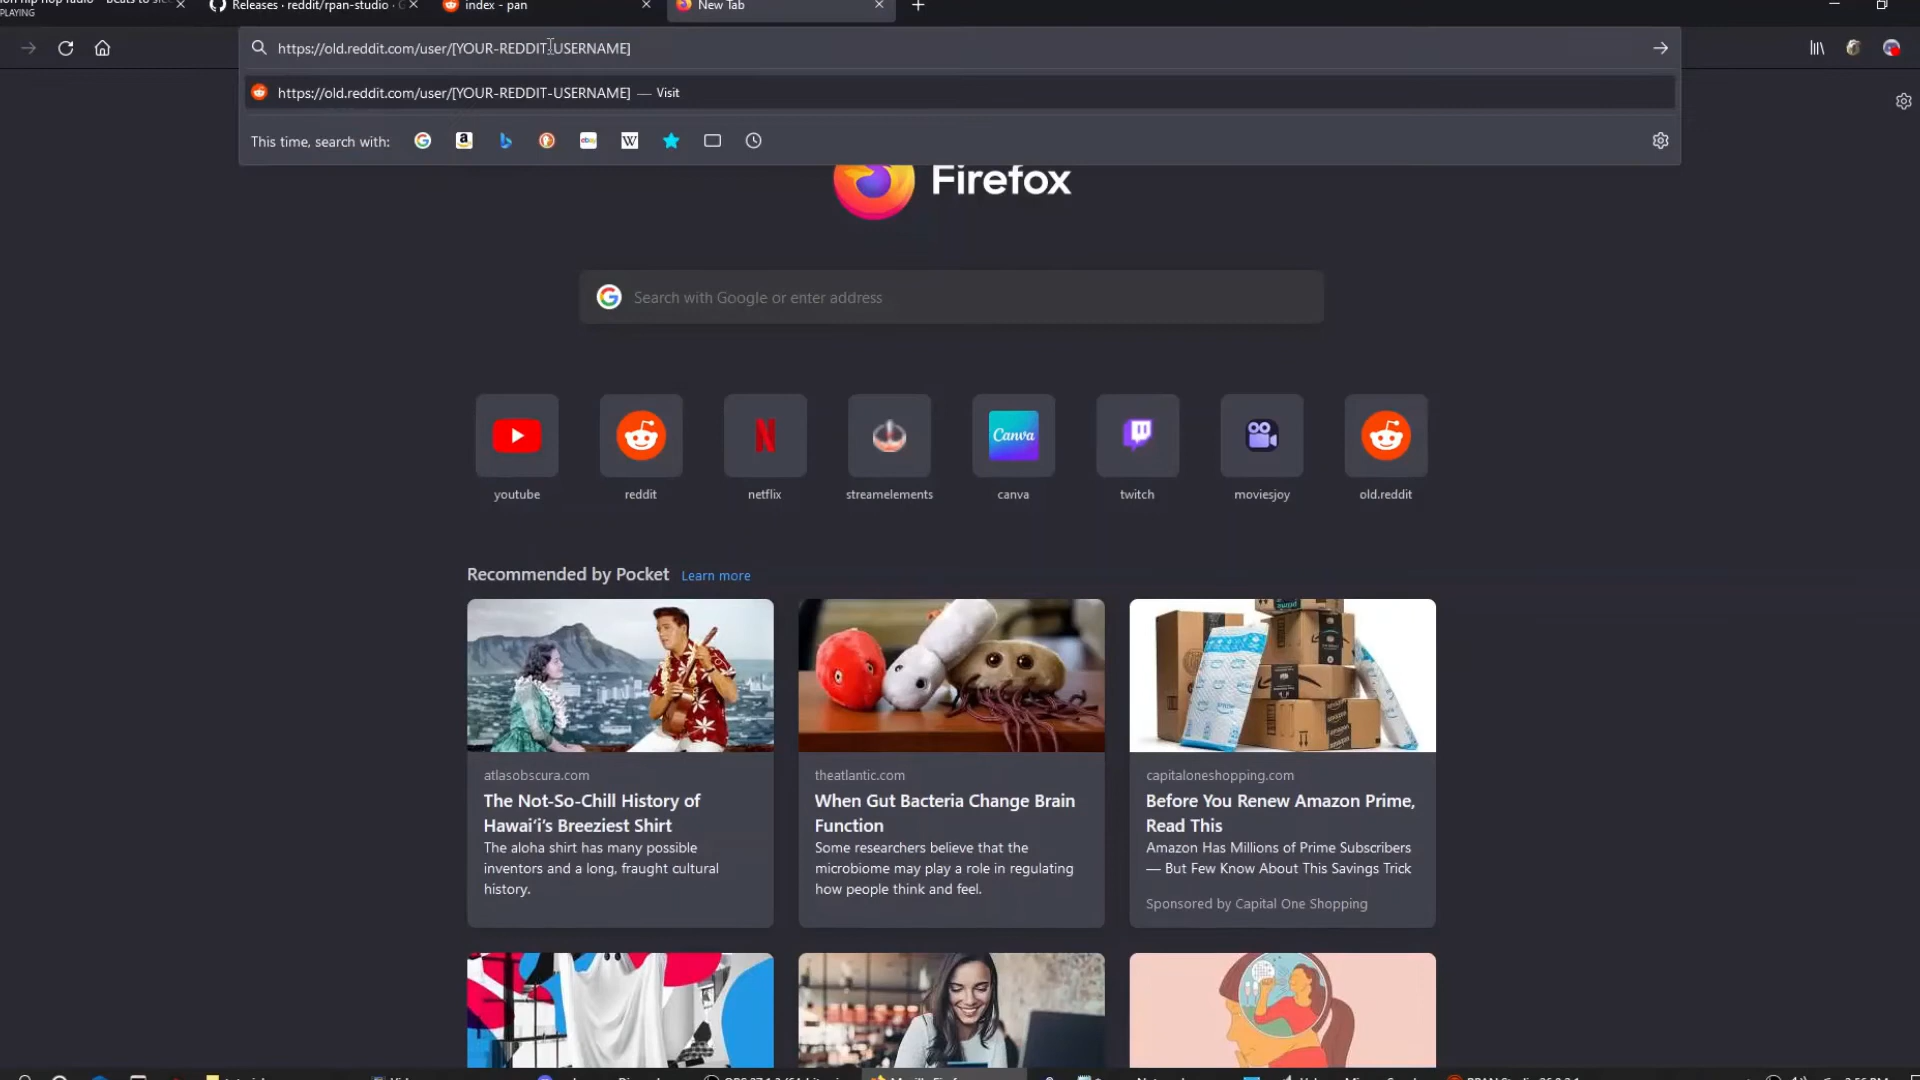 Releases · reddit/rpan-studio ·
index - pan
New Tab
PLAYING
https://old.reddit.com/user/[YOUR-REDDIT-USERNAME]
https://old.reddit.com/user/[YOUR-REDDIT-USERNAME] — Visit
This time, search with:
Firefox
Search with Google or enter address
Canva
youtube
reddit
netflix
streamelements
canva
twitch
moviesjoy
old.reddit
Recommended by Pocket Learn more
atlasobscura.com
The Not-So-Chill History of
Hawai‘i’s Breeziest Shirt
The aloha shirt has many possible
inventors and a long, fraught cultural
history.
theatlantic.com
When Gut Bacteria Change Brain
Function
Some researchers believe that the
microbiome may play a role in regulating
how people think and feel.
capitaloneshopping.com
Before You Renew Amazon Prime,
Read This
Amazon Has Millions of Prime Subscribers
— But Few Know About This Savings Trick
Sponsored by Capital One Shopping